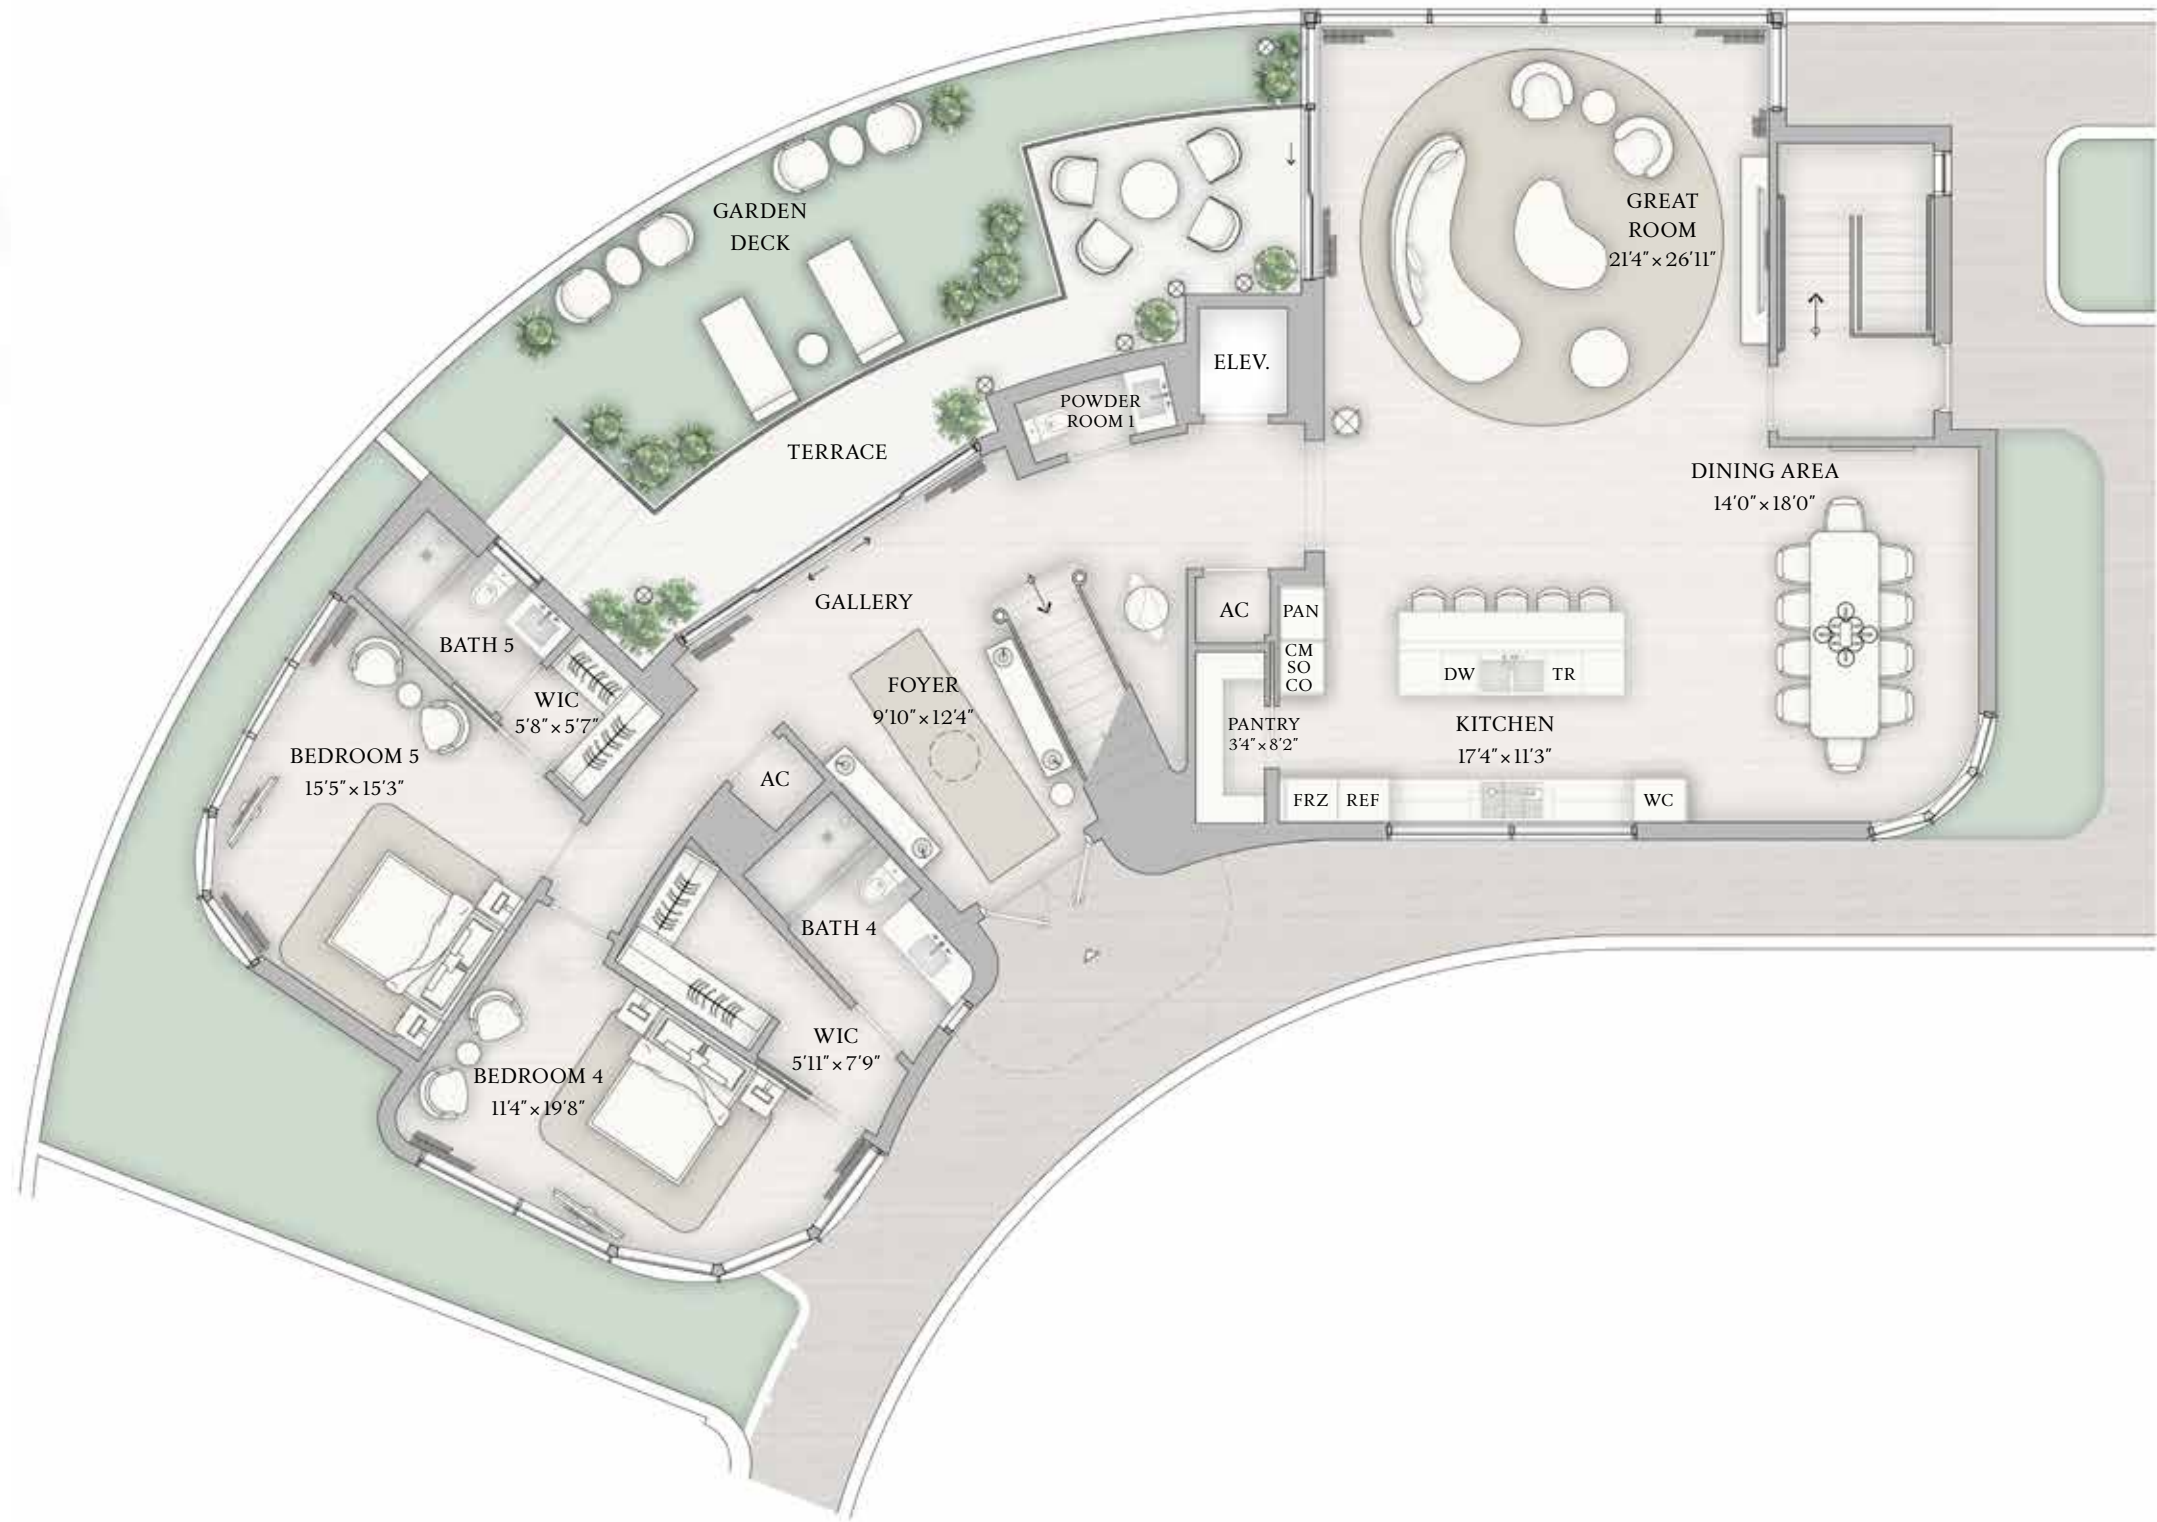 GARDEN
DECK
GREAT
ROOM
21'4" × 26'11"
ELEV.
POWDER
ROOM 1
TERRACE
DINING AREA
14'0" × 18'0"
GALLERY
AC
PAN
CM
SO
CO
BATH 5
WIC
5'8" × 5'7"
FOYER
9'10" × 12'4"
DW
TR
PANTRY
3'4" × 8'2"
KITCHEN
17'4" × 11'3"
BEDROOM 5
15'5" × 15'3"
AC
FRZ
REF
WC
BATH 4
WIC
5'11" × 7'9"
BEDROOM 4
11'4" × 19'8"